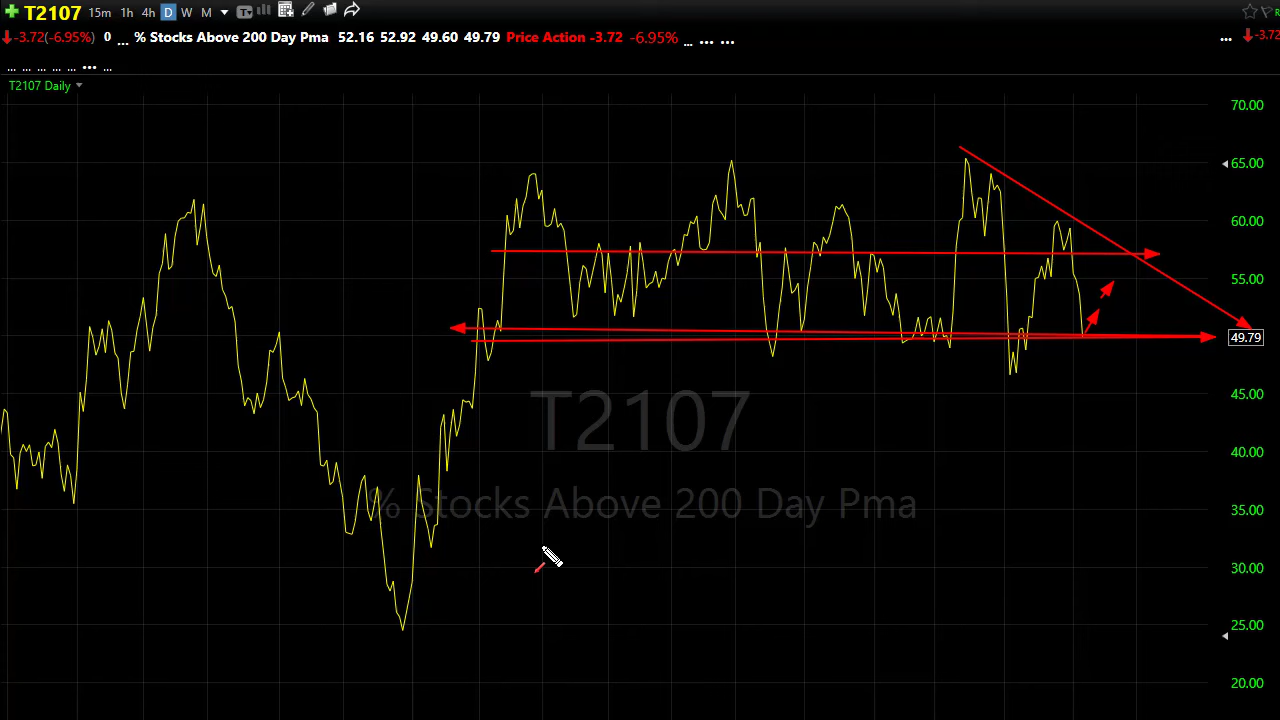 T2107 15m 1h 4h D W M T
-3.72(-6.95%) 0 ... % Stocks Above 200 Day Pma 52.16 52.92 49.60 49.79 Price Action -3.72 -6.95% ... ... ... ... -3.72
... ... ... ... ... ... ...
T2107 Daily
70.00
65.00
60.00
55.00
49.79
45.00
T2107
40.00
% Stocks Above 200 Day Pma
35.00
30.00
25.00
20.00